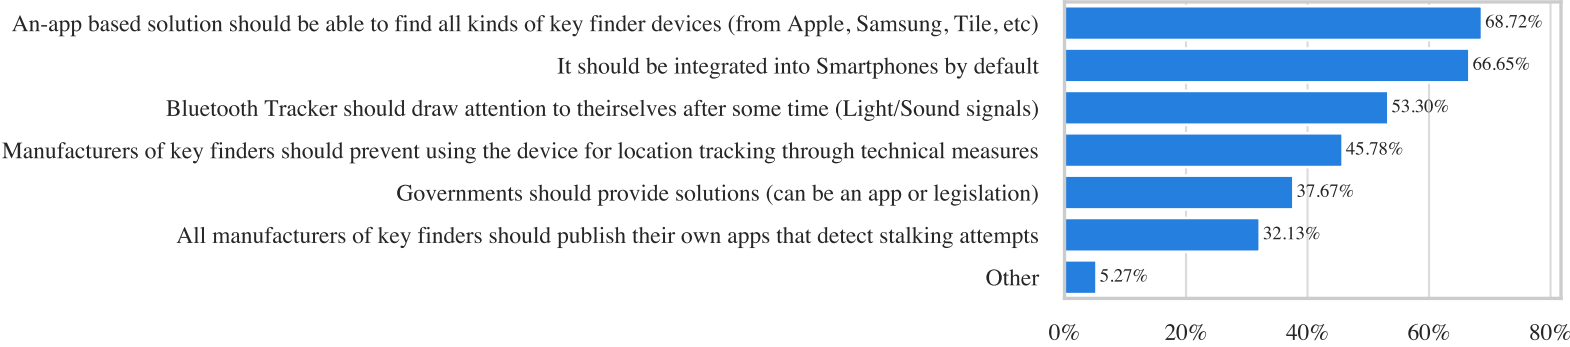 An-app based solution should be able to find all kinds of key finder devices (from Apple, Samsung, Tile, etc) 68.72%
It should be integrated into Smartphones by default 66.65%
Bluetooth Tracker should draw attention to theirselves after some time (Light/Sound signals) 53.30%
Manufacturers of key finders should prevent using the device for location tracking through technical measures 45.78%
Governments should provide solutions (can be an app or legislation) 37.67%
All manufacturers of key finders should publish their own apps that detect stalking attempts 32.13%
Other 5.27%
0% 20% 40% 60% 80%